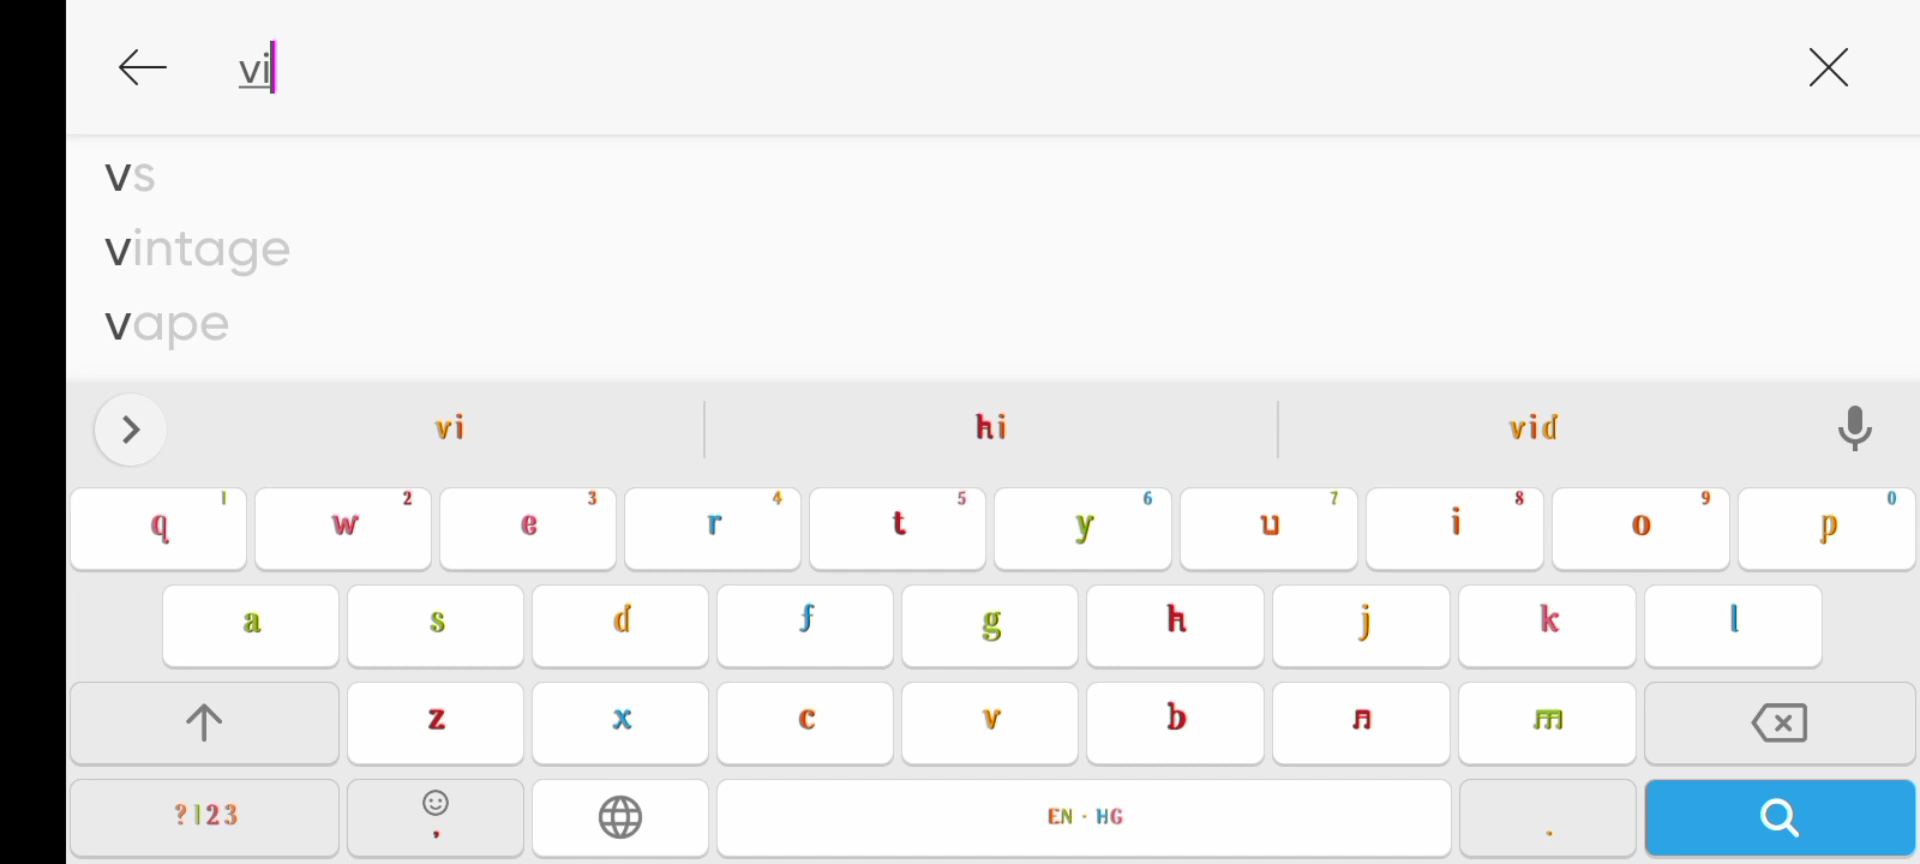 vi
vs
vintage
vape
vi hi vid
q 1 w 2 e 3 r 4 t 5 y 6 u 7 i 8 o 9 p 0
a s d f g h j k l
z x c v b n m
?123 , EN · HG .